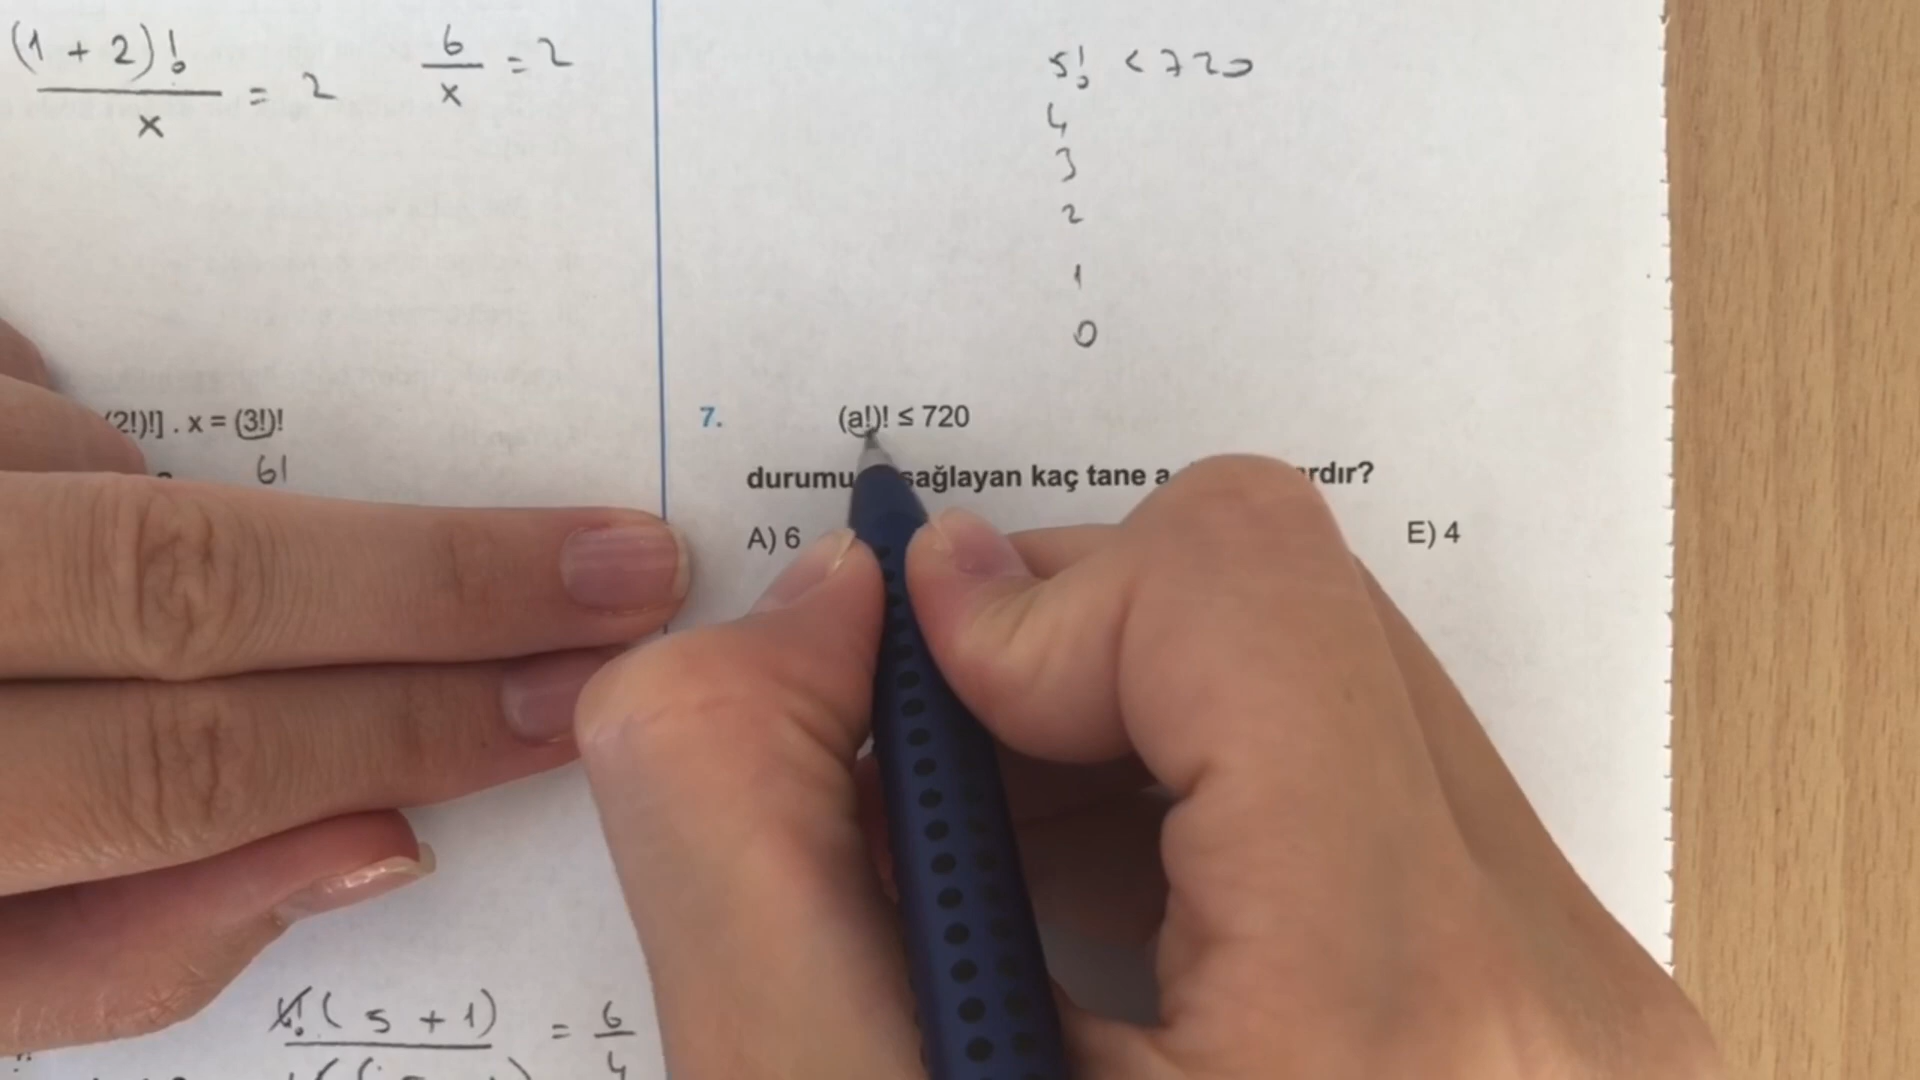 (1 + 2)! / x = 2
6 / x = 2
2!)!] . x = (3!)!
6!
4!(5 + 1)
= 6 / 4
5! < 720
4
3
2
1
0
7. (a!)! ≤ 720
durumu sağlayan kaç tane a rdır?
A) 6 E) 4